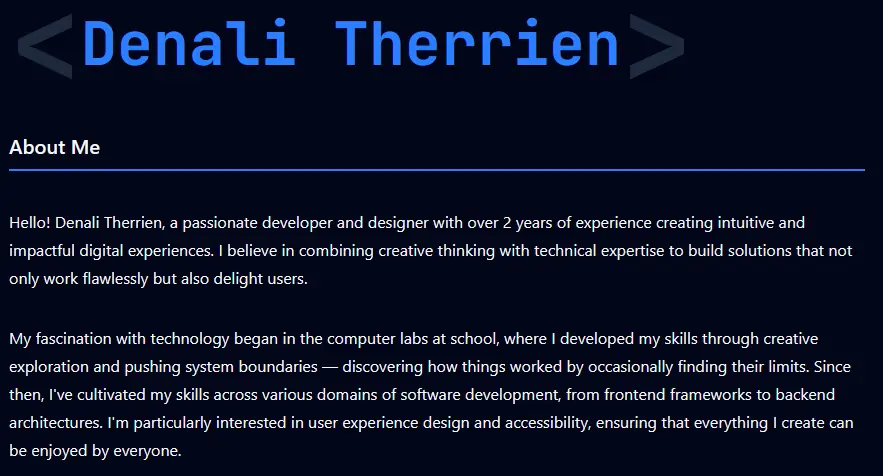 <Denali Therrien>
About Me
Hello! Denali Therrien, a passionate developer and designer with over 2 years of experience creating intuitive and
impactful digital experiences. I believe in combining creative thinking with technical expertise to build solutions that not
only work flawlessly but also delight users.
My fascination with technology began in the computer labs at school, where I developed my skills through creative
exploration and pushing system boundaries — discovering how things worked by occasionally finding their limits. Since
then, I've cultivated my skills across various domains of software development, from frontend frameworks to backend
architectures. I'm particularly interested in user experience design and accessibility, ensuring that everything I create can
be enjoyed by everyone.